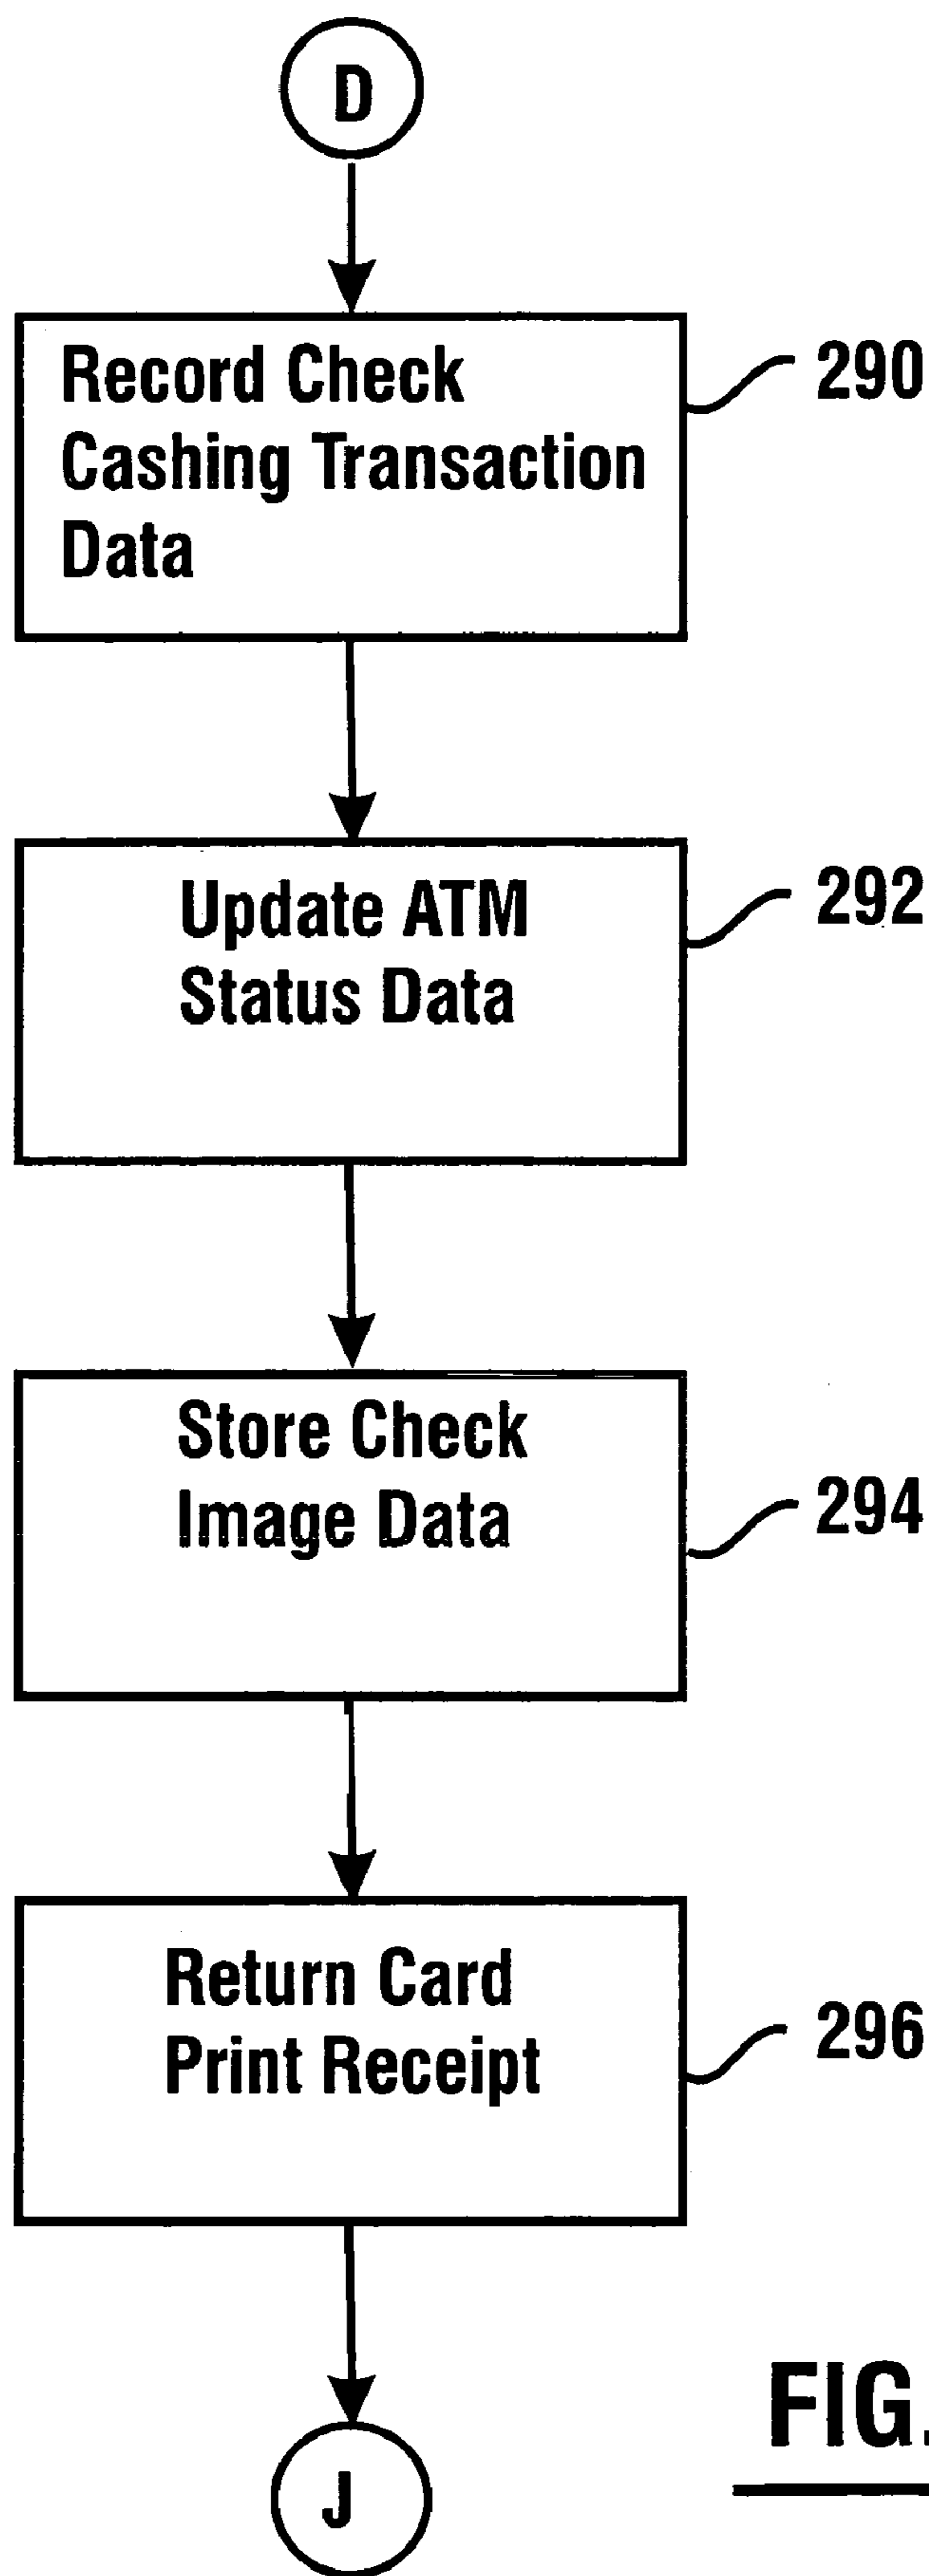 D
Record Check
Cashing Transaction
Data
290
Update ATM
Status Data
292
Store Check
Image Data
294
Return Card
Print Receipt
296
J
FIG.